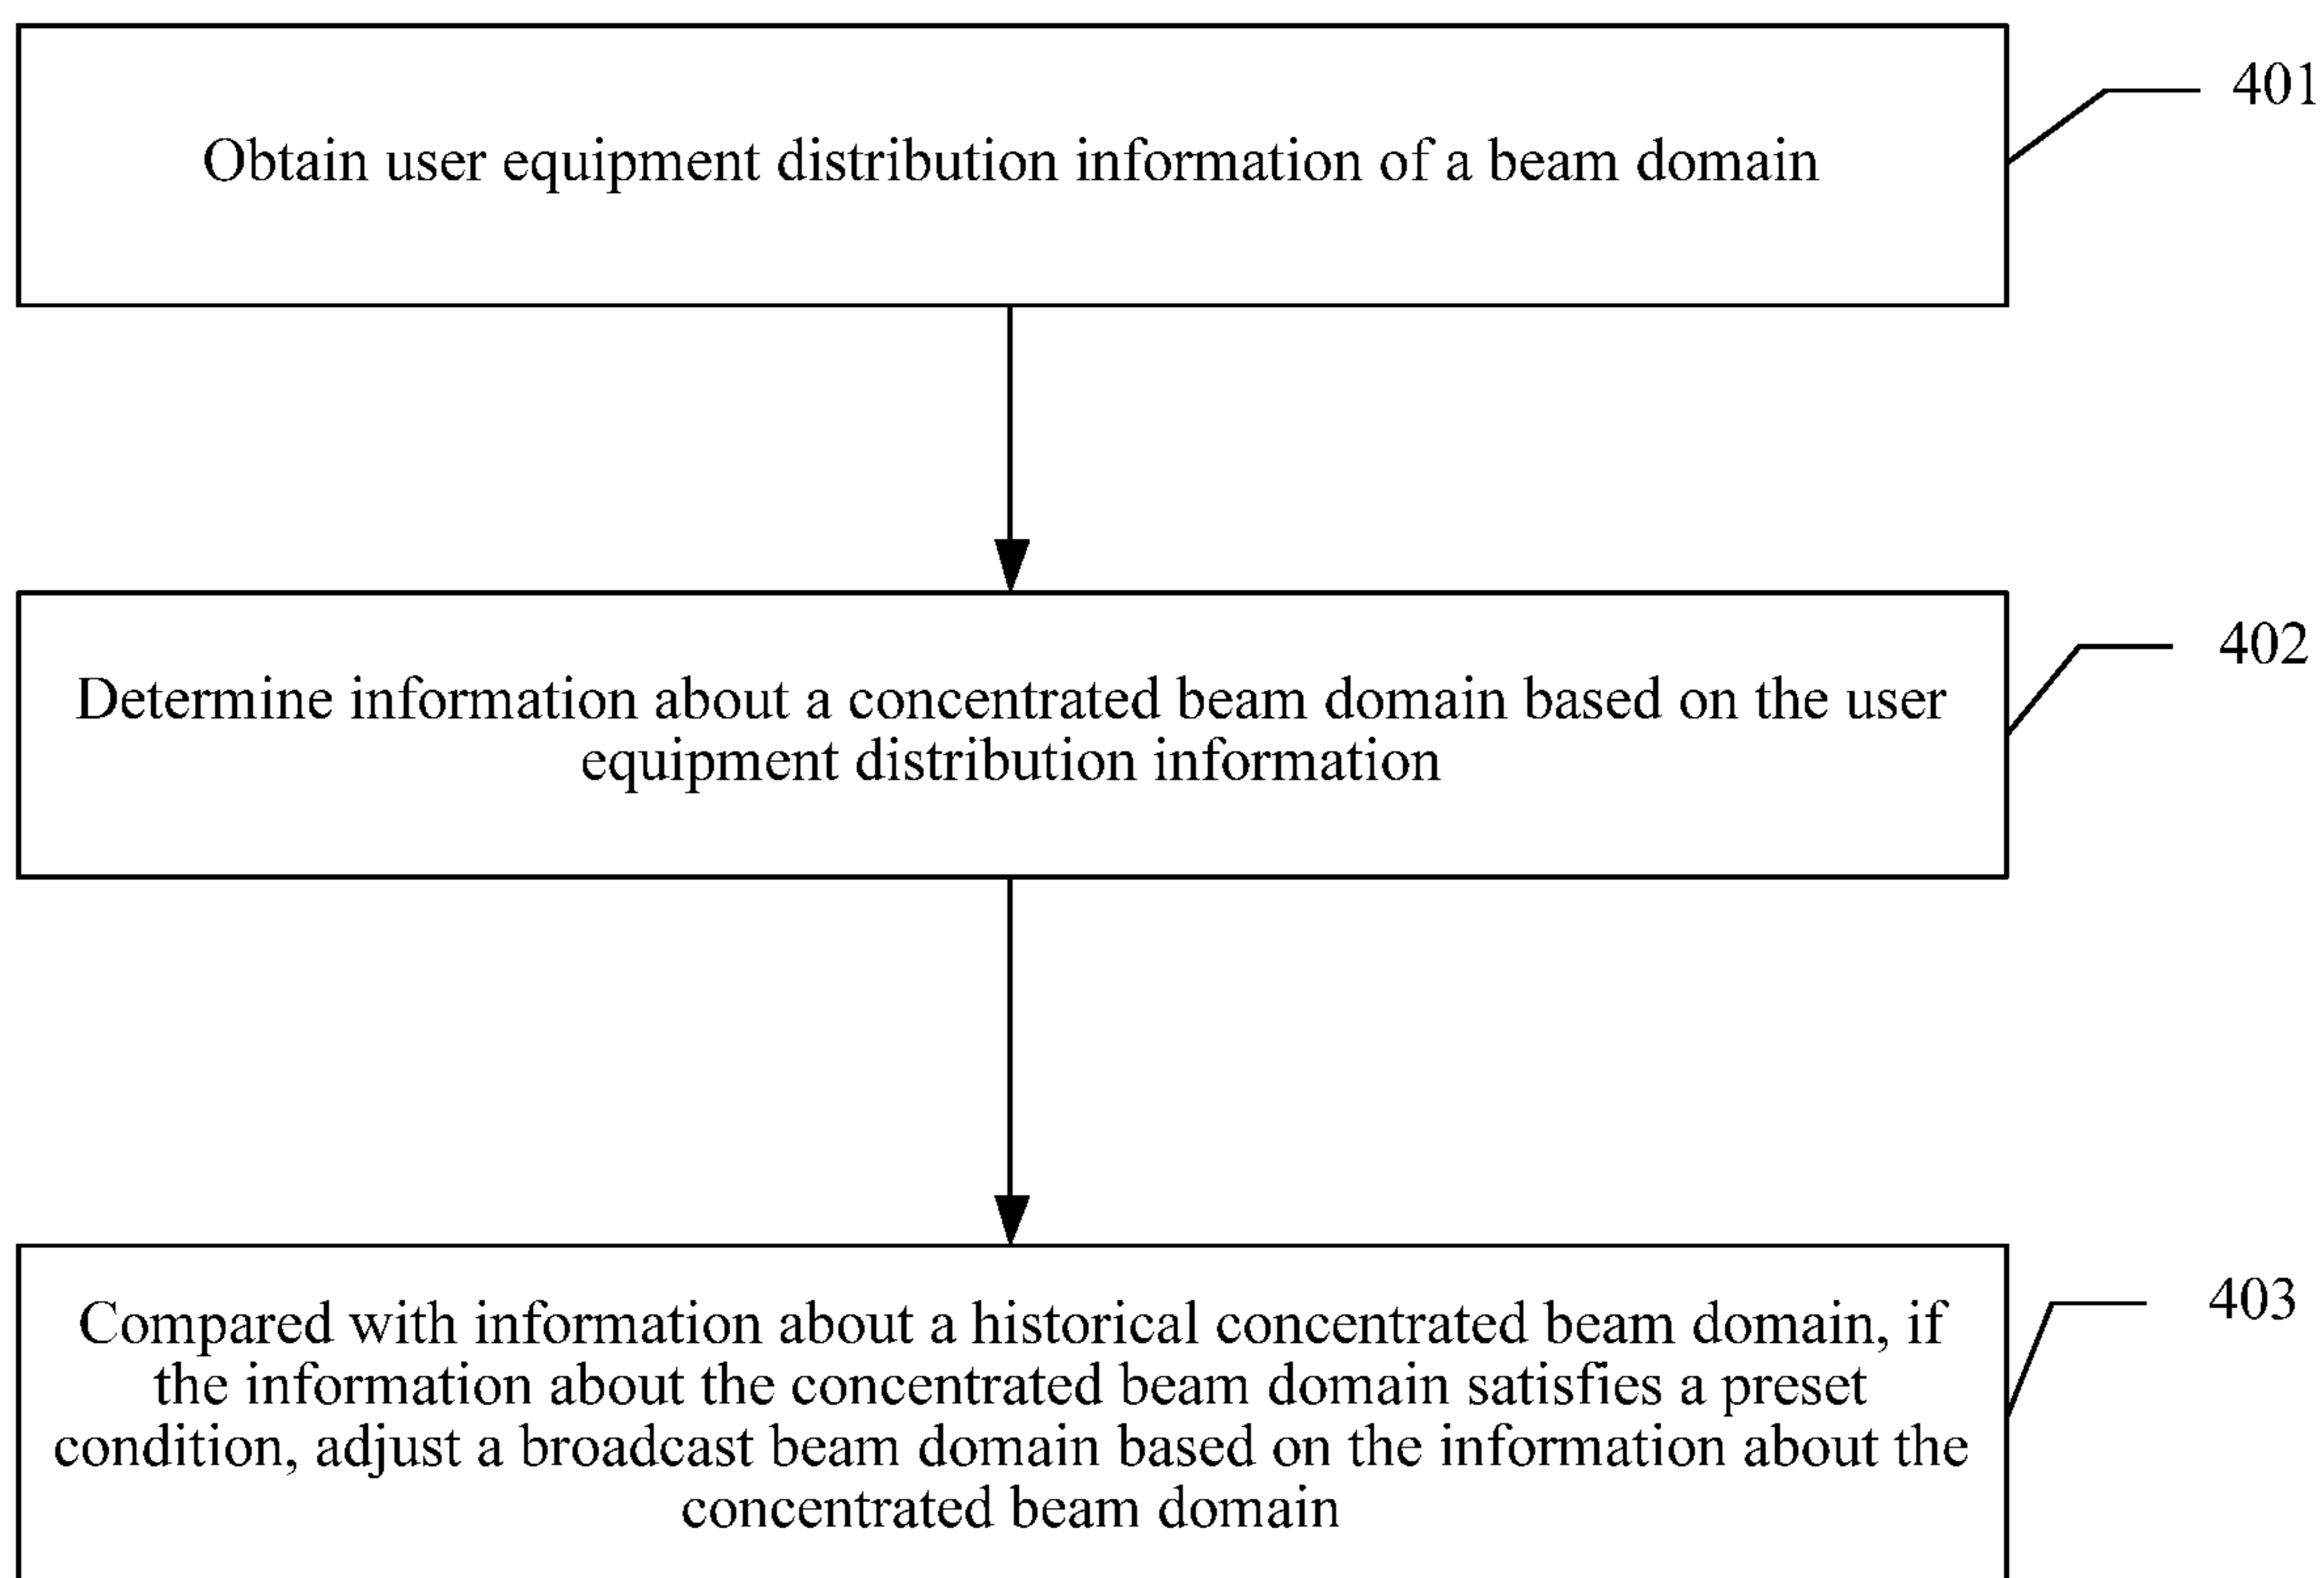 Obtain user equipment distribution information of a beam domain
401
Determine information about a concentrated beam domain based on the user
equipment distribution information
402
Compared with information about a historical concentrated beam domain, if
the information about the concentrated beam domain satisfies a preset
condition, adjust a broadcast beam domain based on the information about the
concentrated beam domain
403